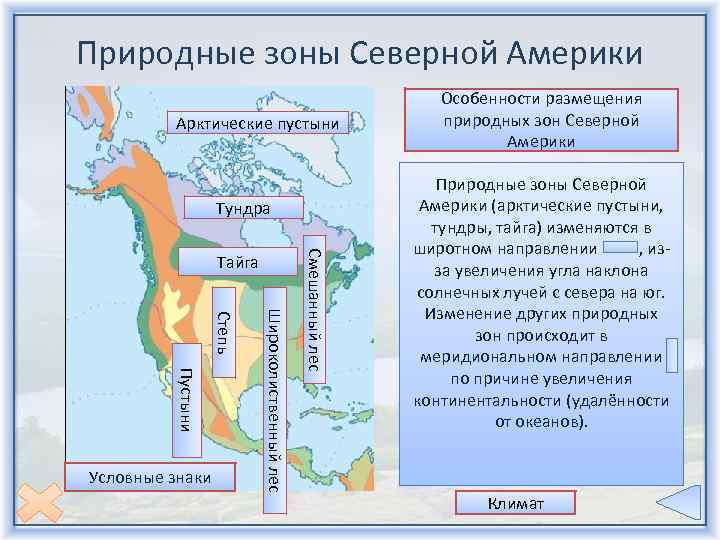 Природные зоны Северной Америки
Арктические пустыни
Тундра
Тайга
Смешанный лес
Степь
Широколиственный лес
Пустыни
Условные знаки
Особенности размещения
природных зон Северной
Америки
Природные зоны Северной
Америки (арктические пустыни,
тундры, тайга) изменяются в
широтном направлении , из-
за увеличения угла наклона
солнечных лучей с севера на юг.
Изменение других природных
зон происходит в
меридиональном направлении
по причине увеличения
континентальности (удалённости
от океанов).
Климат